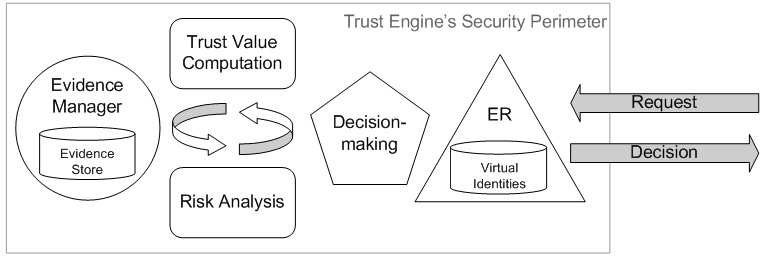 Trust Engine's Security Perimeter
Evidence
Manager
Evidence
Store
Trust Value
Computation
Risk Analysis
Decision-
making
ER
Virtual
Identities
Request
Decision